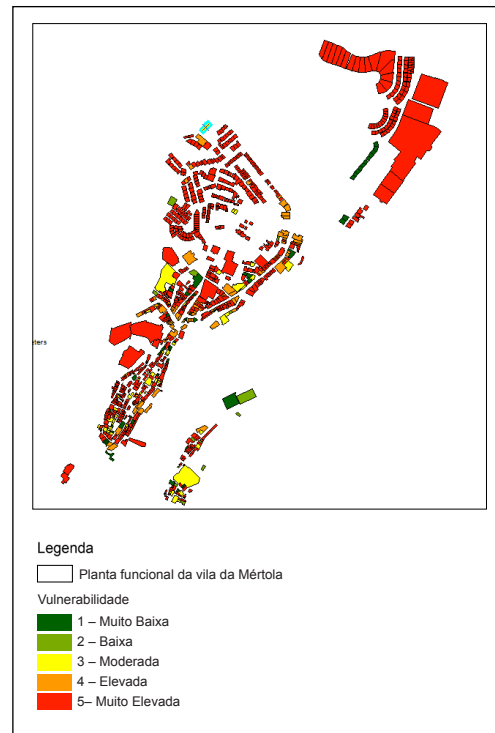 eters
Legenda
Planta funcional da vila da Mértola
Vulnerabilidade
1 – Muito Baixa
2 – Baixa
3 – Moderada
4 – Elevada
5– Muito Elevada